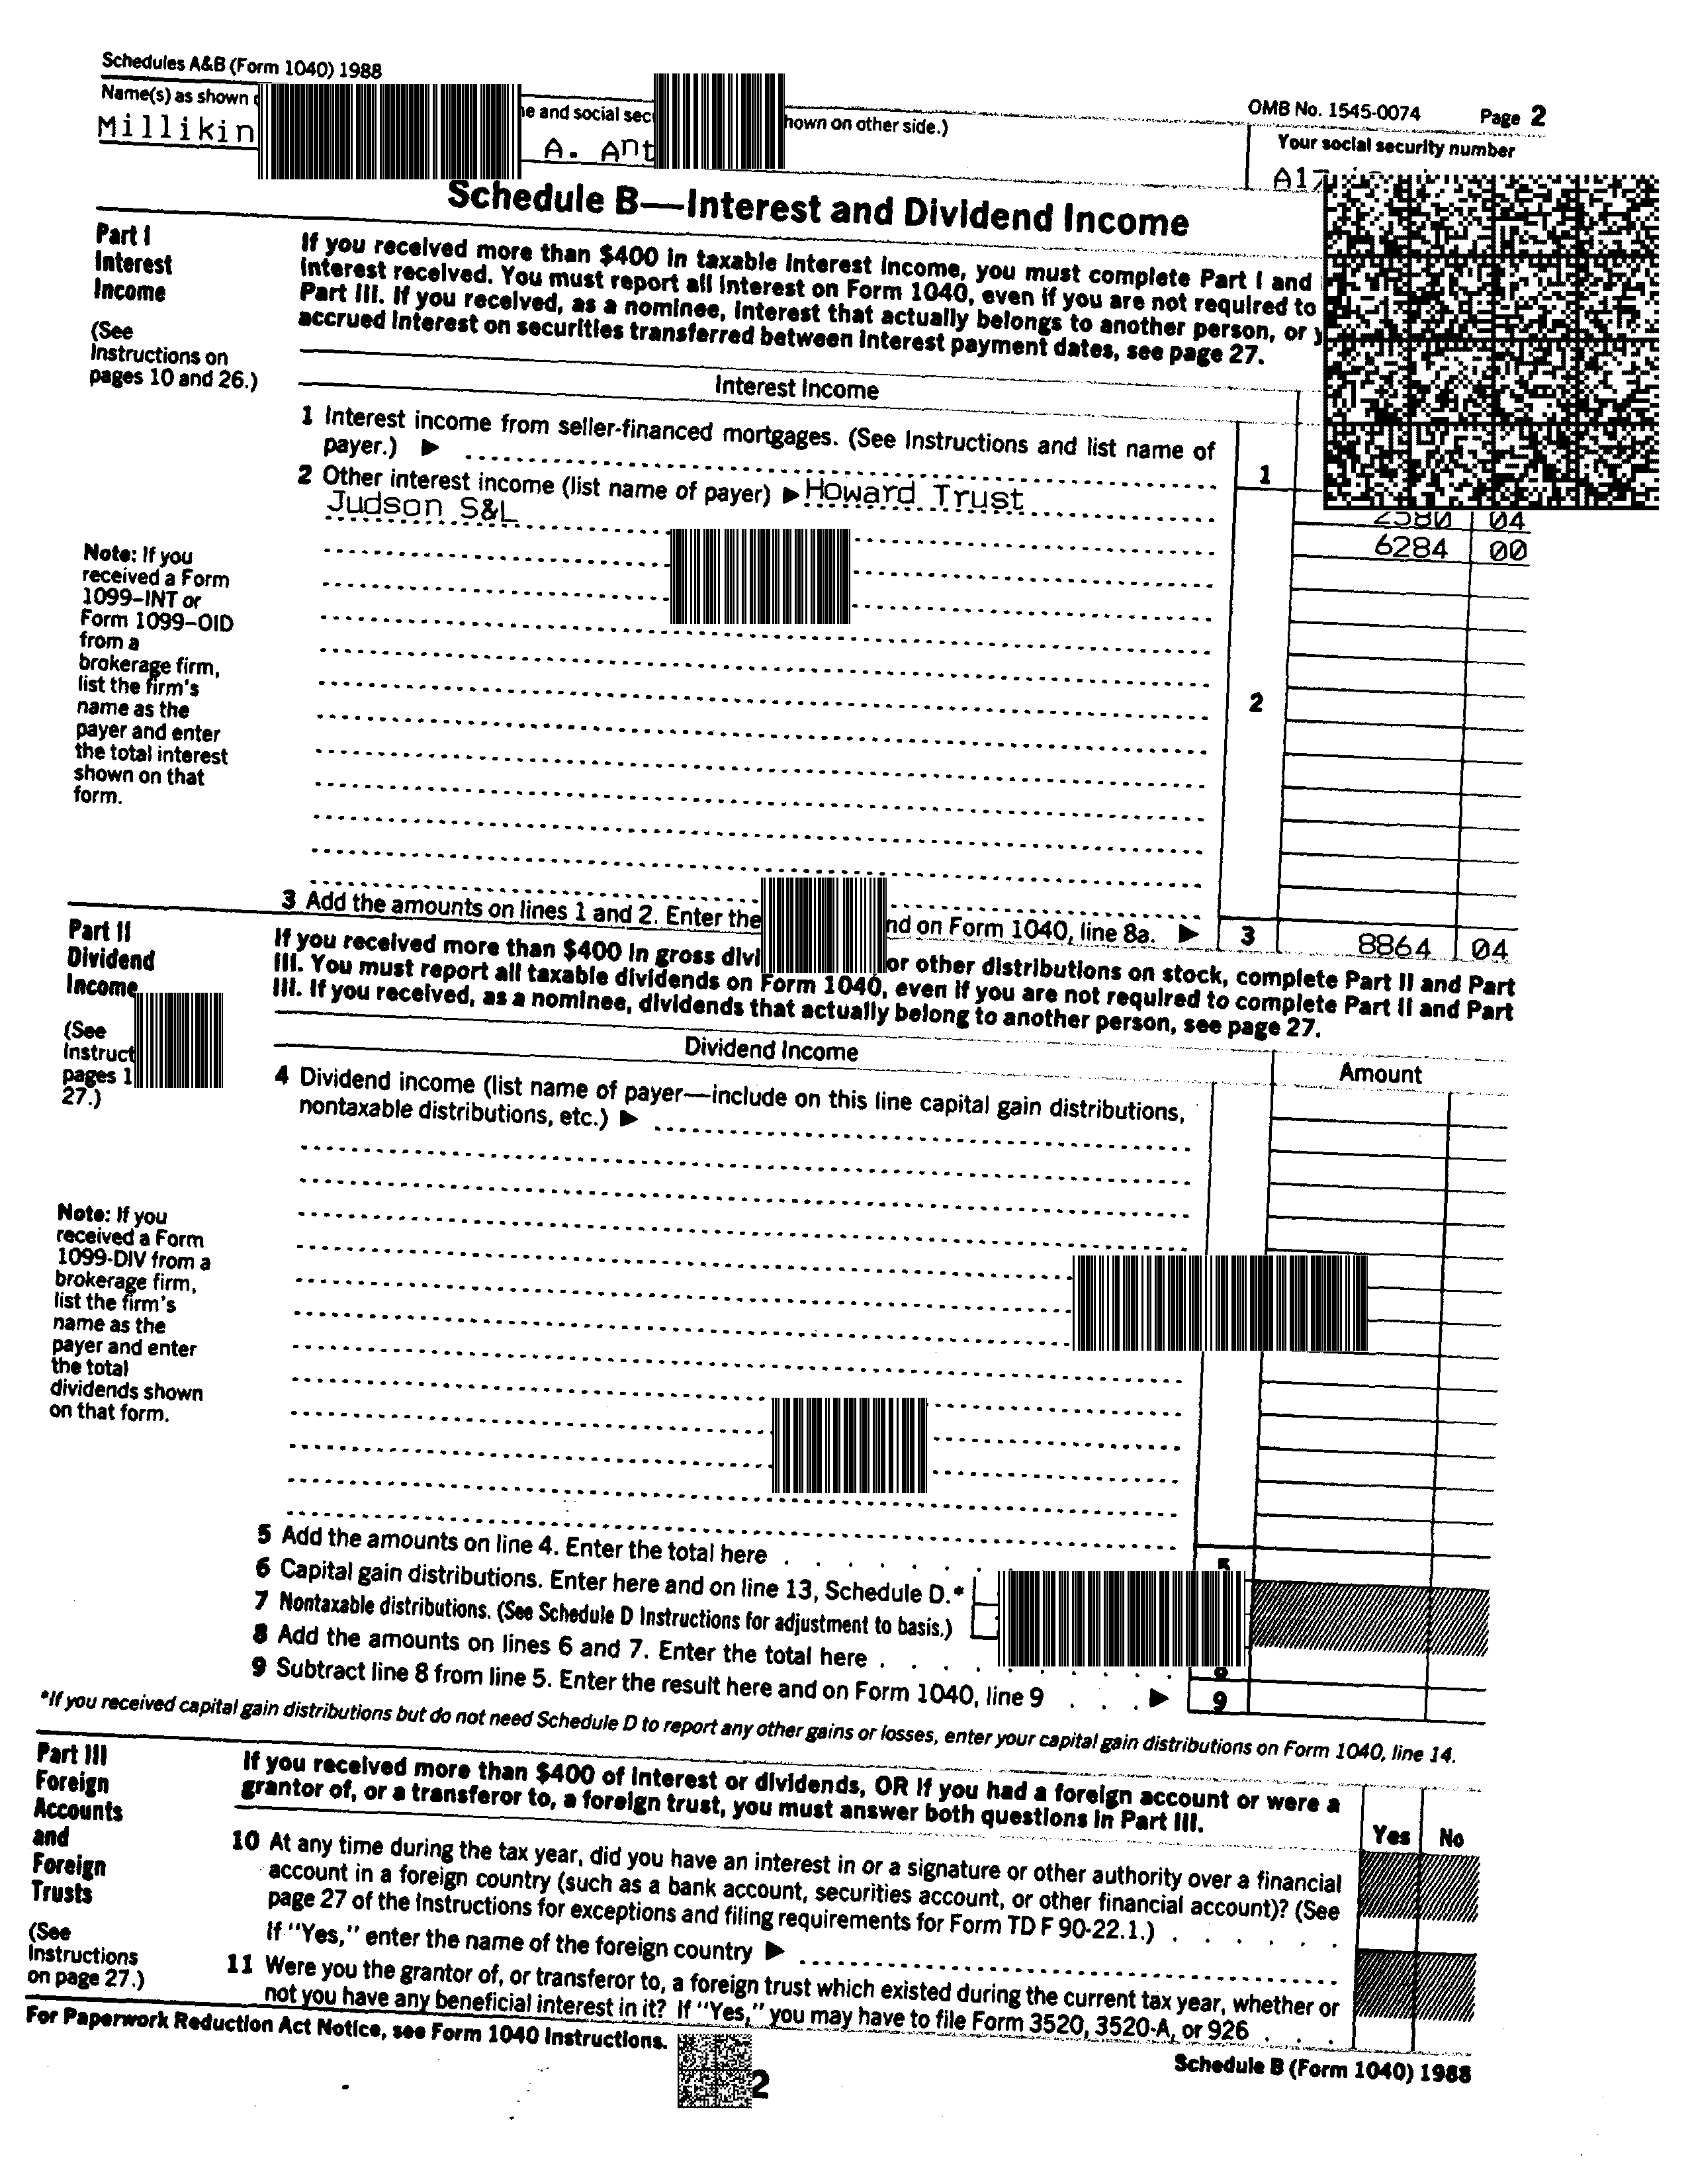 Schedules A&B (Form 1040) 1988
OMB No. 1545-0074 Page 2
Name(s) as shown
and social
shown on other side.)
Your social security number
Millikin
A.
Schedule B—Interest and Dividend Income
Part I
Interest
Income
(See
Instructions on
pages 10 and 26.)
If you received more than $400 in taxable interest income, you must complete Part I and
interest received. You must report all interest on Form 1040, even if you are not required to
Part III. If you received, as a nominee, interest that actually belongs to another person, or
accrued interest on securities transferred between interest payment dates, see page 27.
Interest Income
1 Interest income from seller-financed mortgages. (See Instructions and list name of
payer.) ▶
1
2 Other interest income (list name of payer) ▶ Howard Trust
2580 04
Judson S&L
6284 00
Note: If you
received a Form
1099–INT or
Form 1099–OID
from a
brokerage firm,
list the firm's
name as the
payer and enter
the total interest
shown on that
form.
2
3 Add the amounts on lines 1 and 2. Enter the
and on Form 1040, line 8a. ▶ 3 8864 04
Part II
Dividend
Income
(See
pages
27.)
If you received more than $400 in gross
or other distributions on stock, complete Part II and Part
III. You must report all taxable dividends on Form 1040, even if you are not required to complete Part II and Part
III. If you received, as a nominee, dividends that actually belong to another person, see page 27.
Dividend Income
Amount
4 Dividend income (list name of payer—include on this line capital gain distributions,
nontaxable distributions, etc.) ▶
Note: If you
received a Form
1099-DIV from a
brokerage firm,
list the firm's
name as the
payer and enter
the total
dividends shown
on that form.
5 Add the amounts on line 4. Enter the total here
6 Capital gain distributions. Enter here and on line 13, Schedule D.*
7 Nontaxable distributions. (See Schedule D Instructions for adjustment to basis.)
8 Add the amounts on lines 6 and 7. Enter the total here
9 Subtract line 8 from line 5. Enter the result here and on Form 1040, line 9 ▶ 9
*If you received capital gain distributions but do not need Schedule D to report any other gains or losses, enter your capital gain distributions on Form 1040, line 14.
Part III
Foreign
Accounts
and
Foreign
Trusts
(See
Instructions
on page 27.)
If you received more than $400 of interest or dividends, OR if you had a foreign account or were a
grantor of, or a transferor to, a foreign trust, you must answer both questions in Part III.
Yes No
10 At any time during the tax year, did you have an interest in or a signature or other authority over a financial
account in a foreign country (such as a bank account, securities account, or other financial account)? (See
page 27 of the Instructions for exceptions and filing requirements for Form TD F 90-22.1.)
If "Yes," enter the name of the foreign country ▶
11 Were you the grantor of, or transferor to, a foreign trust which existed during the current tax year, whether or
not you have any beneficial interest in it? If "Yes," you may have to file Form 3520, 3520-A, or 926
For Paperwork Reduction Act Notice, see Form 1040 Instructions.
Schedule B (Form 1040) 1988
2